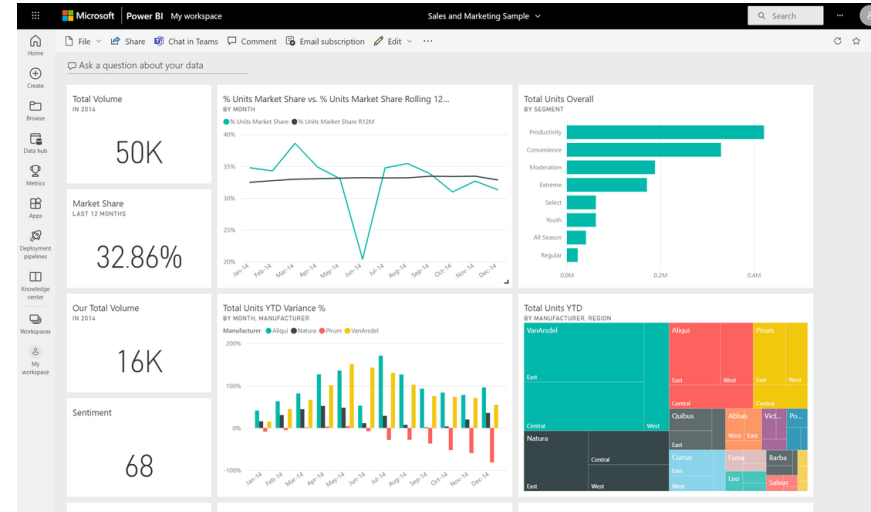 Microsoft Power BI My workspace
Sales and Marketing Sample
Search
File Share Chat in Teams Comment Email subscription Edit
Home
Create
Browse
Data hub
Metrics
Apps
Deployment
pipelines
Knowledge
center
Workspaces
My
workspace
Ask a question about your data
Total Volume
IN 2014
50K
Market Share
LAST 12 MONTHS
32.86%
Our Total Volume
IN 2014
16K
Sentiment
68
% Units Market Share vs. % Units Market Share Rolling 12...
BY MONTH
% Units Market Share % Units Market Share R12M
40%
35%
30%
25%
20%
Jan-14 Feb-14 Mar-14 Apr-14 May-14 Jun-14 Jul-14 Aug-14 Sep-14 Oct-14 Nov-14 Dec-14
Total Units Overall
BY SEGMENT
Productivity
Convenience
Moderation
Extreme
Select
Youth
All Season
Regular
0.0M 0.2M 0.4M
Total Units YTD Variance %
BY MONTH, MANUFACTURER
Manufacturer Aliqui Natura Pirum VanArsdel
200%
100%
0%
-100%
Jan-14 Feb-14 Mar-14 Apr-14 May-14 Jun-14 Jul-14 Aug-14 Sep-14 Oct-14 Nov-14 Dec-14
Total Units YTD
BY MANUFACTURER, REGION
VanArsdel
East
Central West
Natura
Central
East West
Aliqui
East West
Central
Pirum
East West
Central
Quibus
East
Abbas
West East
Vict...
Po...
Currus
East
West
Fama
Barba
Leo
Salvus